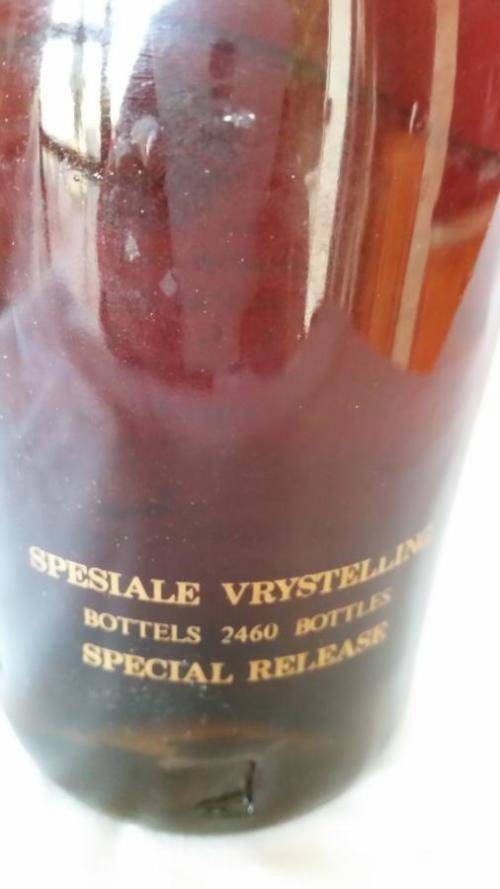 SPESIALE VRYSTELLING
BOTTELS 2460 BOTTLES
SPECIAL RELEASE